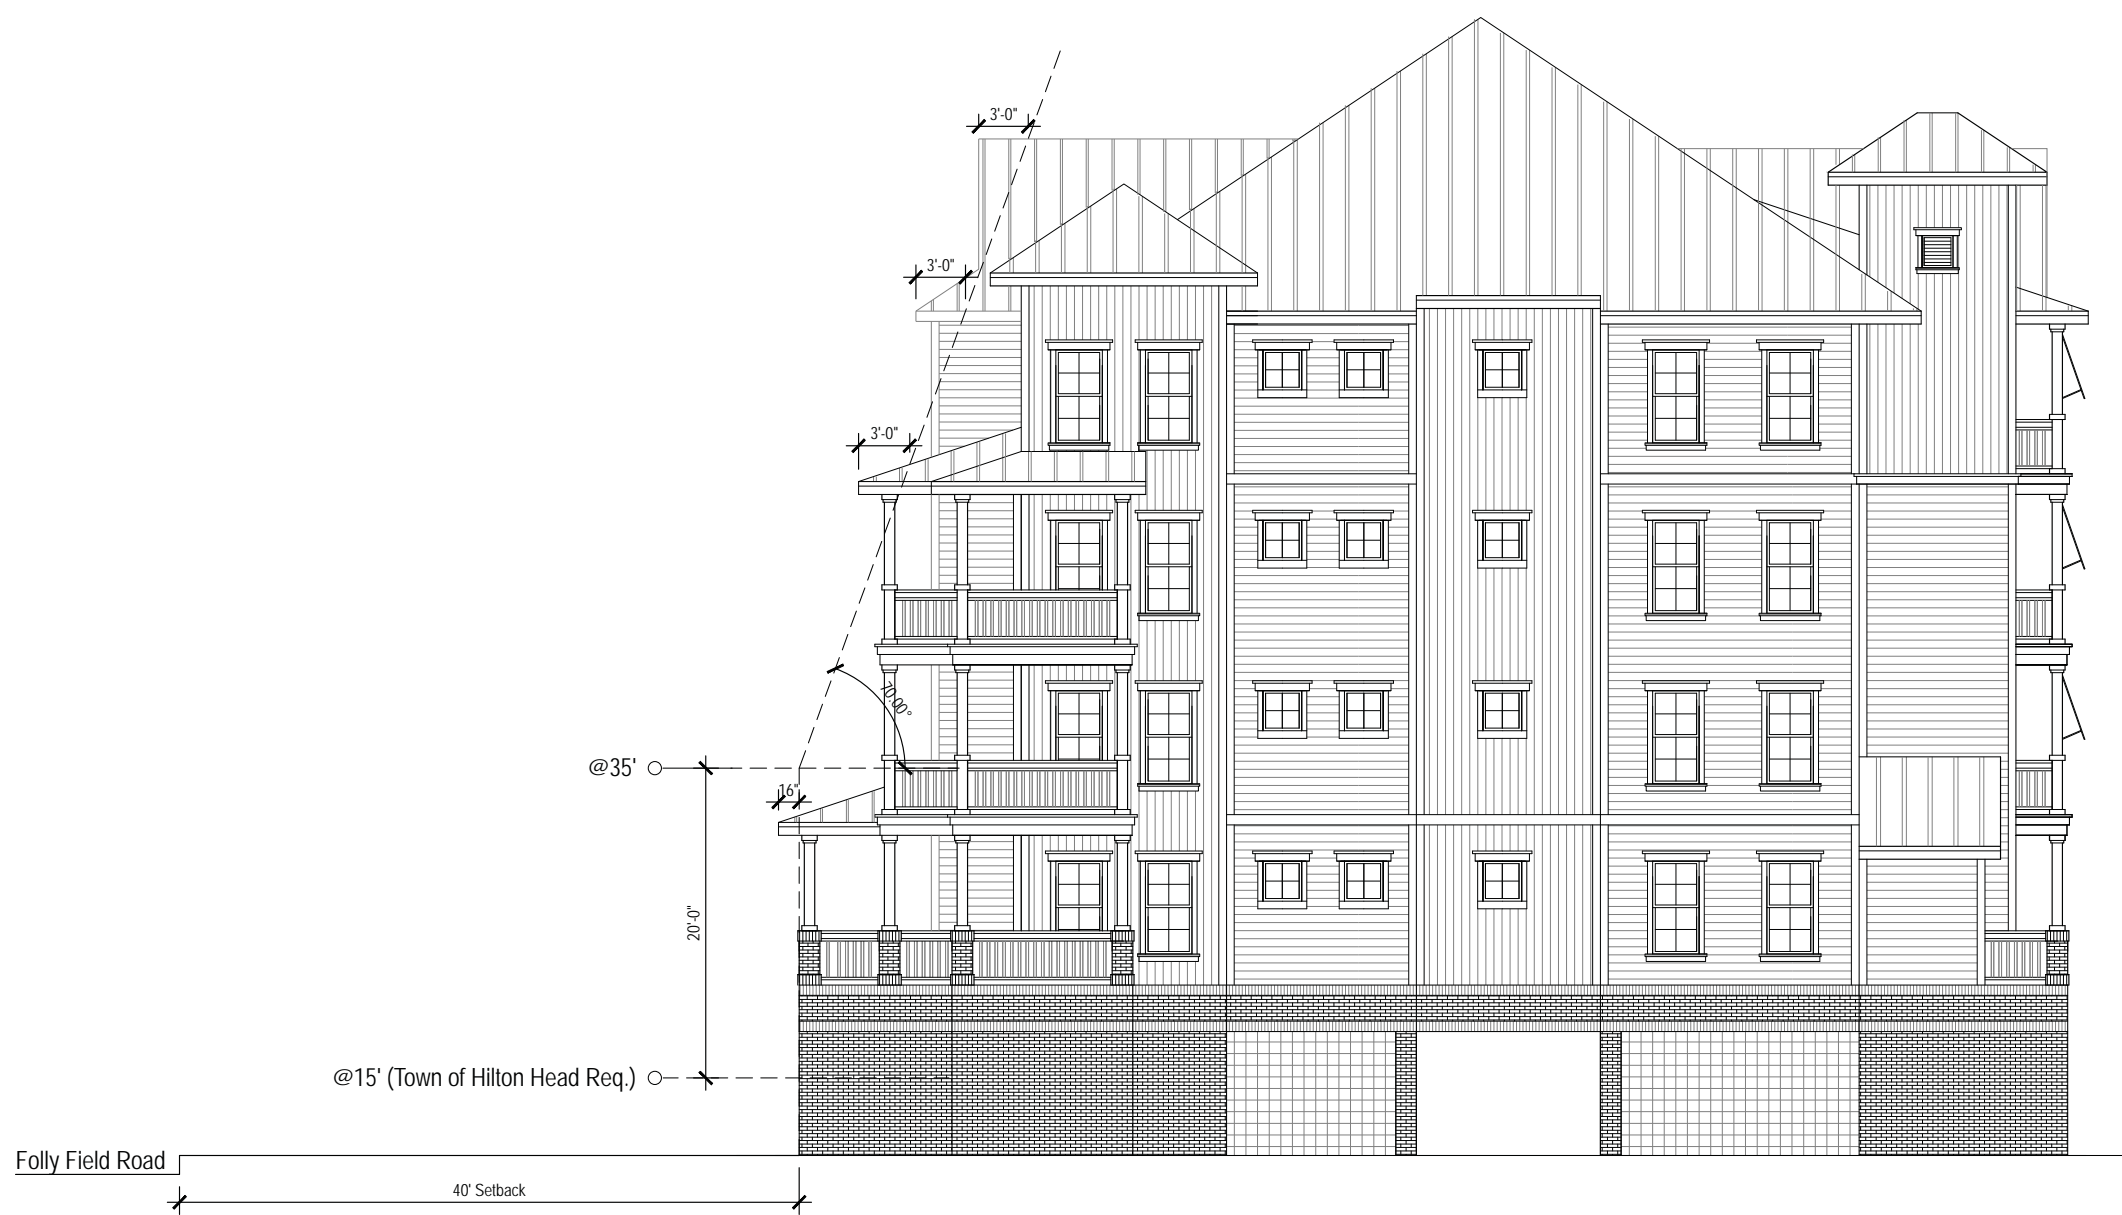 3'-0"
3'-0"
3'-0"
70.00°
@35'
16"
20'-0"
@15' (Town of Hilton Head Req.)
Folly Field Road
40' Setback